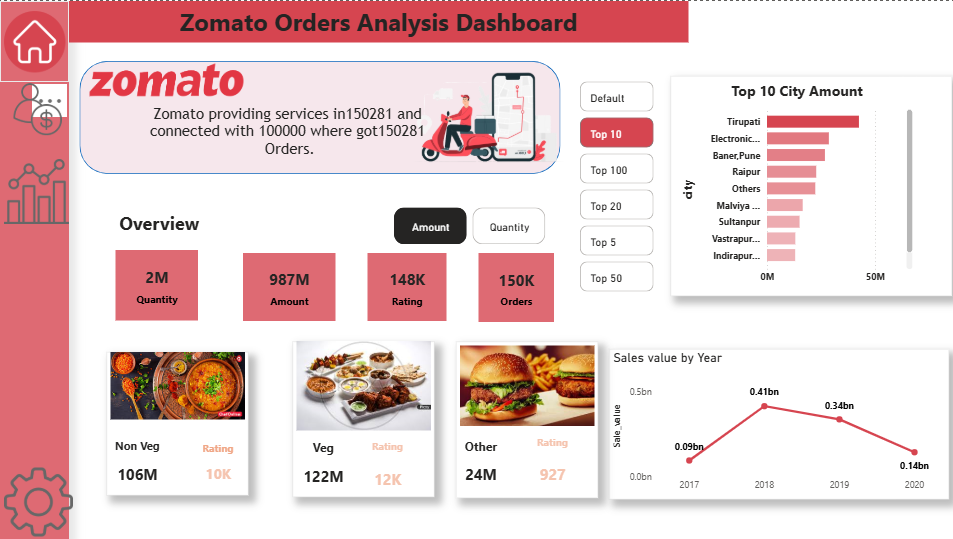 Zomato Orders Analysis Dashboard
zomato
Zomato providing services in150281 and
connected with 100000 where got150281
Orders.
Default
Top 10
Top 100
Top 20
Top 5
Top 50
Top 10 City Amount
city
Tirupati
Electronic...
Baner,Pune
Raipur
Others
Malviya ...
Sultanpur
Vastrapur...
Indirapur...
0M
50M
Overview
Amount
Quantity
2M
Quantity
987M
Amount
148K
Rating
150K
Orders
Non Veg
Rating
106M
10K
Veg
Rating
122M
12K
Other
Rating
24M
927
Sales value by Year
Sale_value
0.5bn
0.0bn
0.09bn
0.41bn
0.34bn
0.14bn
2017
2018
2019
2020